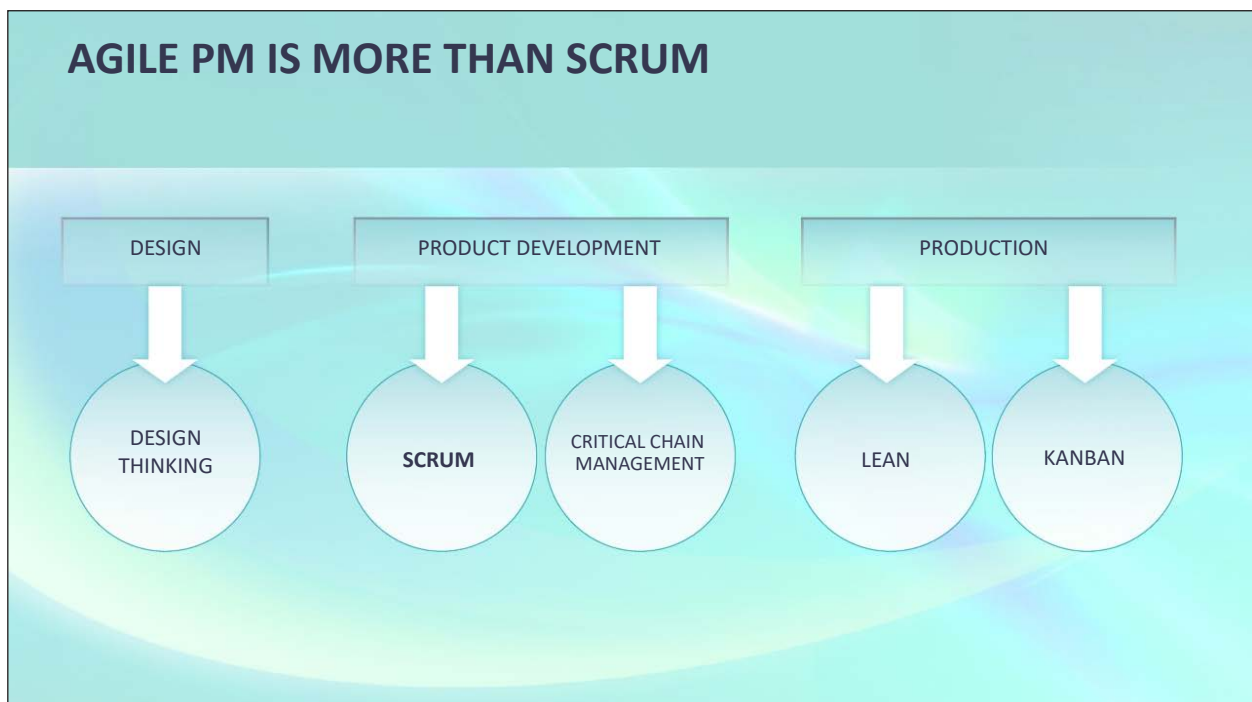 AGILE PM IS MORE THAN SCRUM
DESIGN
PRODUCT DEVELOPMENT
PRODUCTION
DESIGN
THINKING
SCRUM
CRITICAL CHAIN
MANAGEMENT
LEAN
KANBAN